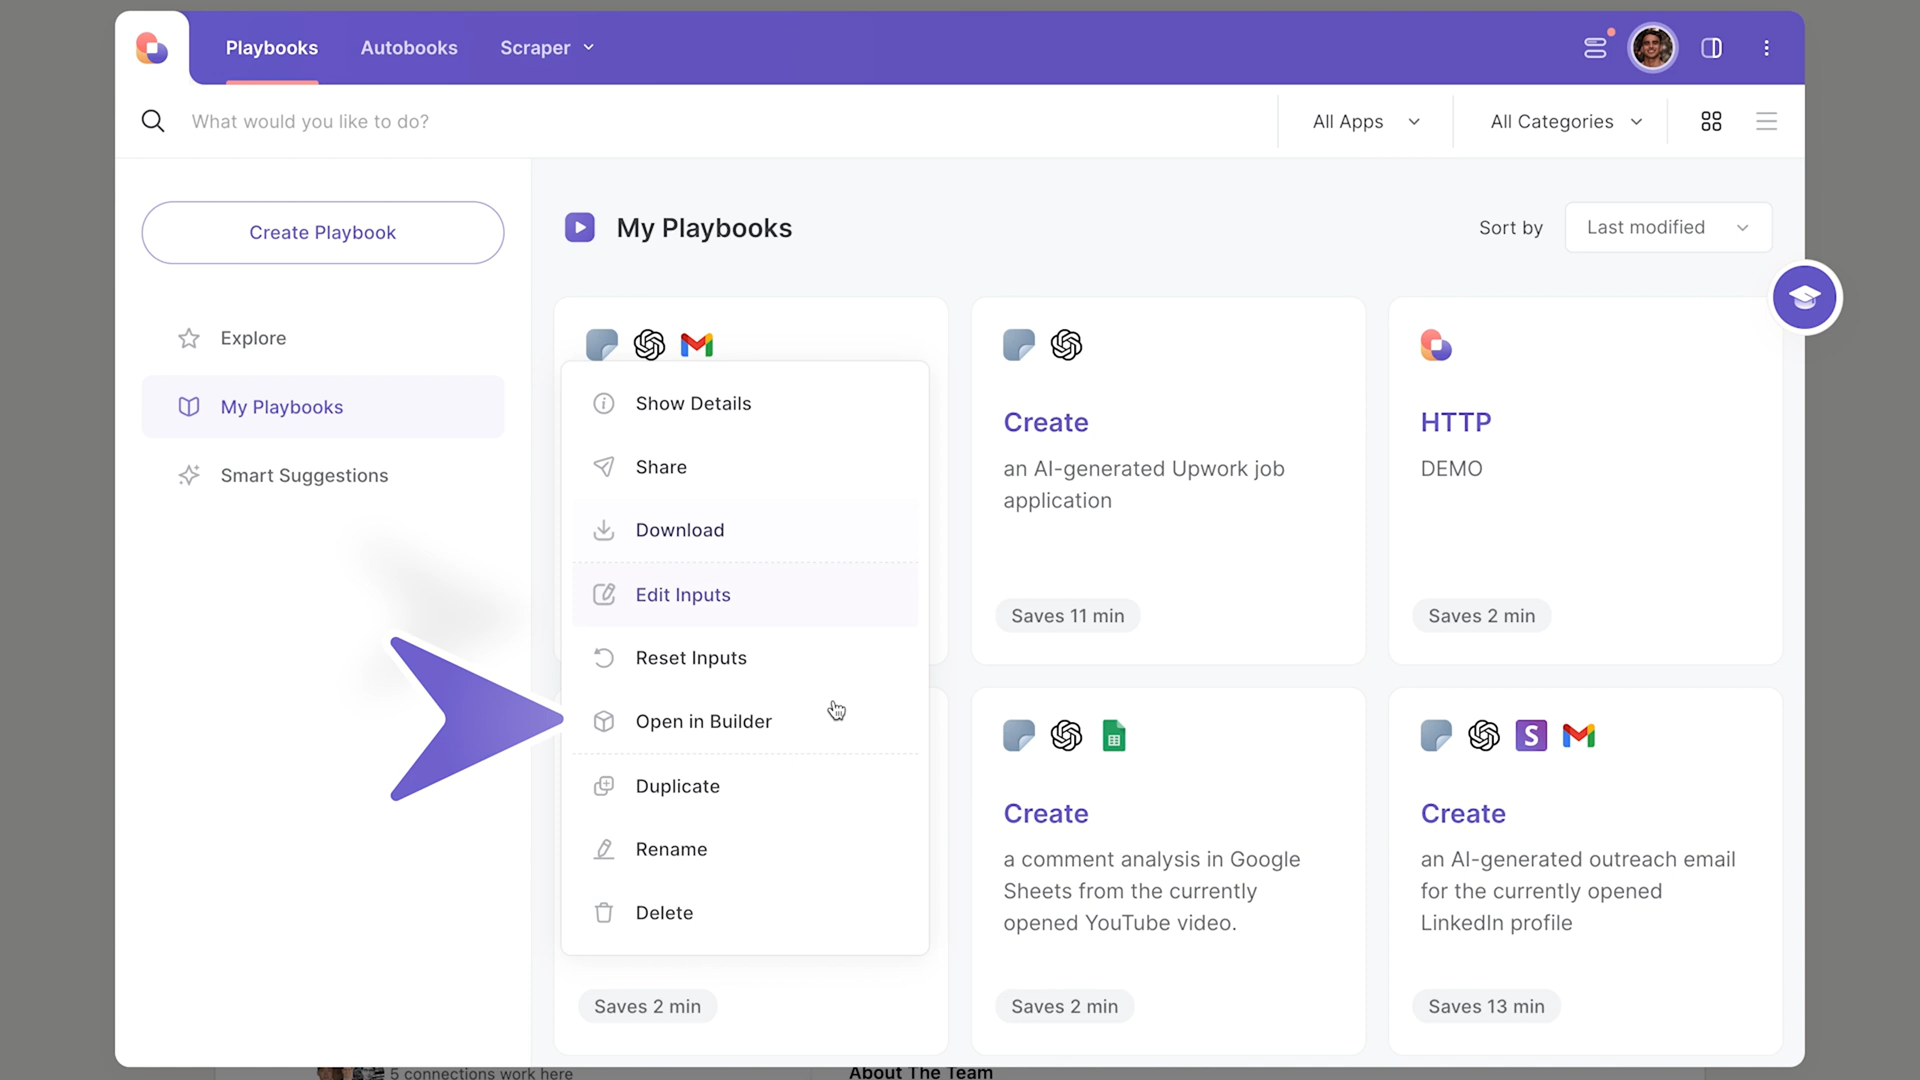 Playbooks
Autobooks
Scraper
What would you like to do?
All Apps
All Categories
Create Playbook
Explore
My Playbooks
Smart Suggestions
My Playbooks
Sort by
Last modified
Show Details
Share
Download
Edit Inputs
Reset Inputs
Open in Builder
Duplicate
Rename
Delete
Saves 2 min
Create
an AI-generated Upwork job
application
Saves 11 min
HTTP
DEMO
Saves 2 min
Create
a comment analysis in Google
Sheets from the currently
opened YouTube video.
Saves 2 min
S
Create
an AI-generated outreach email
for the currently opened
LinkedIn profile
Saves 13 min
5 connections work here
About The Team